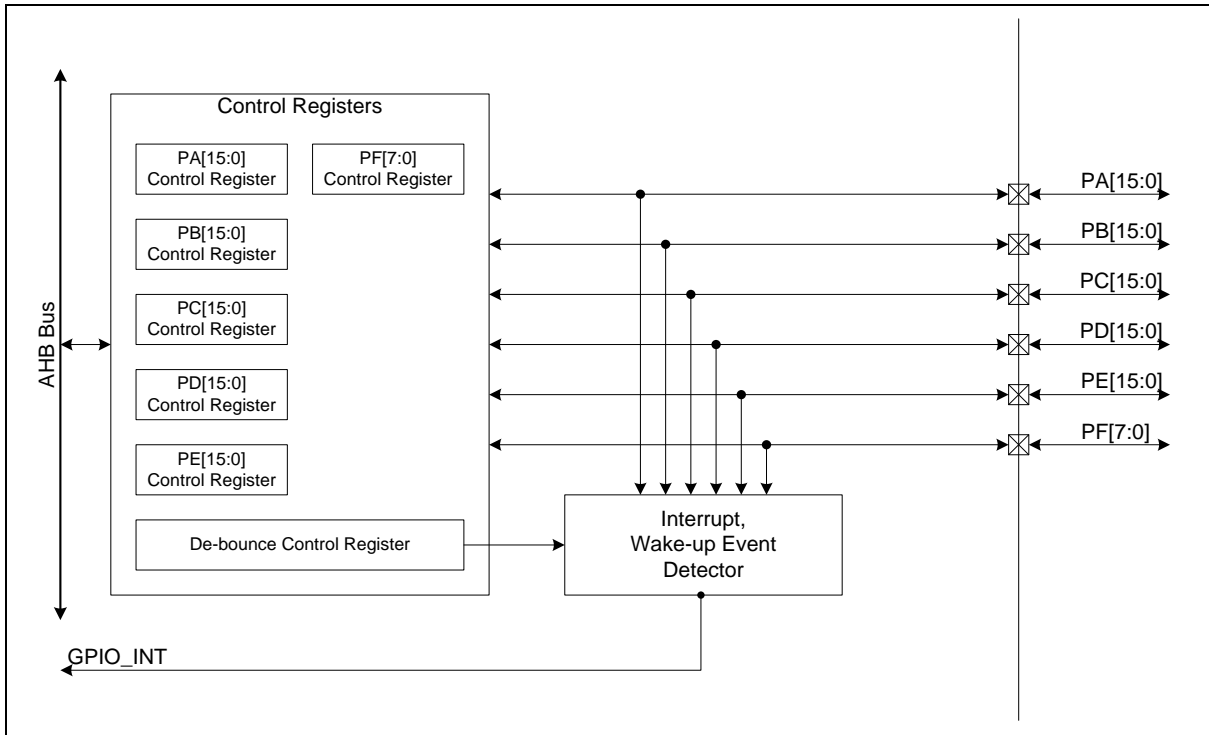 Control Registers
PA[15:0]
Control Register
PF[7:0]
Control Register
PB[15:0]
Control Register
PC[15:0]
Control Register
PD[15:0]
Control Register
PE[15:0]
Control Register
De-bounce Control Register
AHB Bus
GPIO_INT
Interrupt,
Wake-up Event
Detector
PA[15:0]
PB[15:0]
PC[15:0]
PD[15:0]
PE[15:0]
PF[7:0]